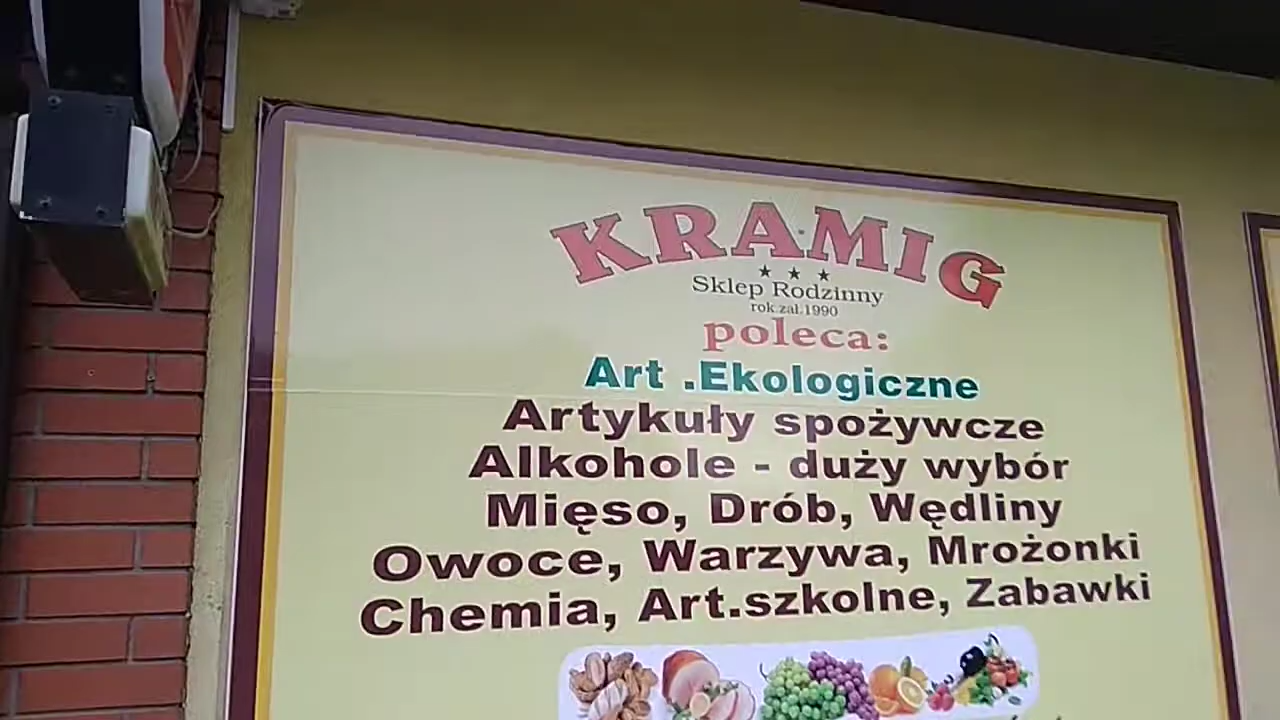 KRAMIG
Sklep Rodzinny
rok.zał.1990
poleca:
Art .Ekologiczne
Artykuły spożywcze
Alkohole - duży wybór
Mięso, Drób, Wędliny
Owoce, Warzywa, Mrożonki
Chemia, Art.szkolne, Zabawki